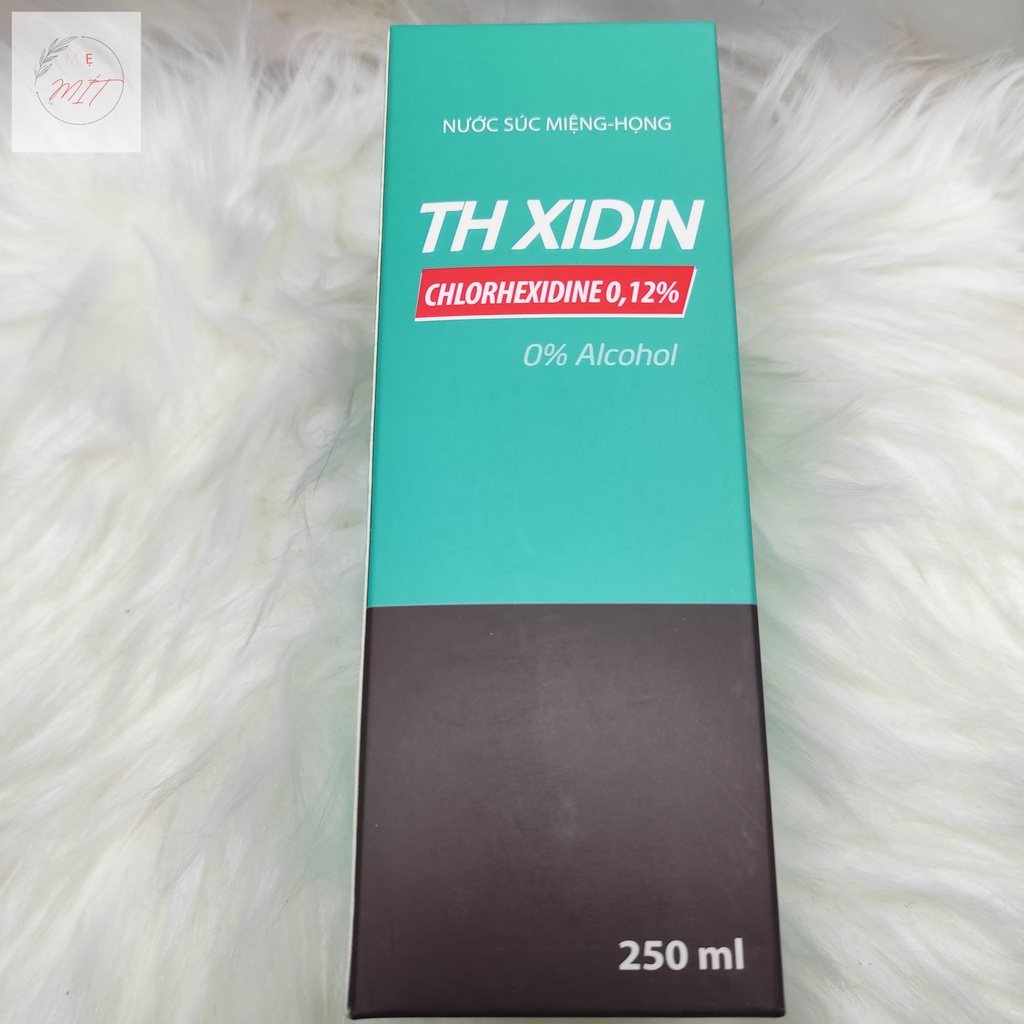 MẸ
MIT
NƯỚC SÚC MIỆNG-HỌNG
TH XIDIN
CHLORHEXIDINE 0,12%
0% Alcohol
250 ml